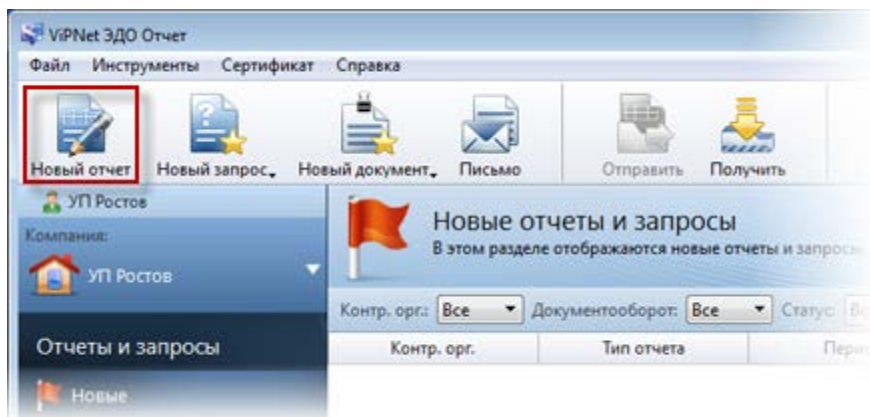 ViPNet ЭДО Отчет
Файл Инструменты Сертификат Справка
Новый отчет Новый запрос Новый документ Письмо Отправить Получить
УП Ростов
Компания:
УП Ростов
Новые отчеты и запросы
В этом разделе отображаются новые отчеты и запросы
Контр. орг.: Все Документооборот: Все Статус: Все
Отчеты и запросы
Контр. орг. Тип отчета
Новые